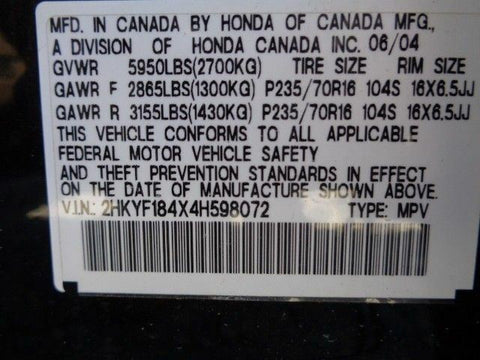 MFD. IN CANADA BY HONDA OF CANADA MFG.,
A DIVISION OF HONDA CANADA INC. 06/04
GVWR 5950LBS(2700KG) TIRE SIZE RIM SIZE
GAWR F 2865LBS(1300KG) P235/70R16 104S 16X6.5JJ
GAWR R 3155LBS(1430KG) P235/70R16 104S 16X6.5JJ
THIS VEHICLE CONFORMS TO ALL APPLICABLE
FEDERAL MOTOR VEHICLE SAFETY
AND THEFT PREVENTION STANDARDS IN EFFECT
ON THE DATE OF MANUFACTURE SHOWN ABOVE.
V.I.N.: 2HKYF184X4H598072 TYPE: MPV